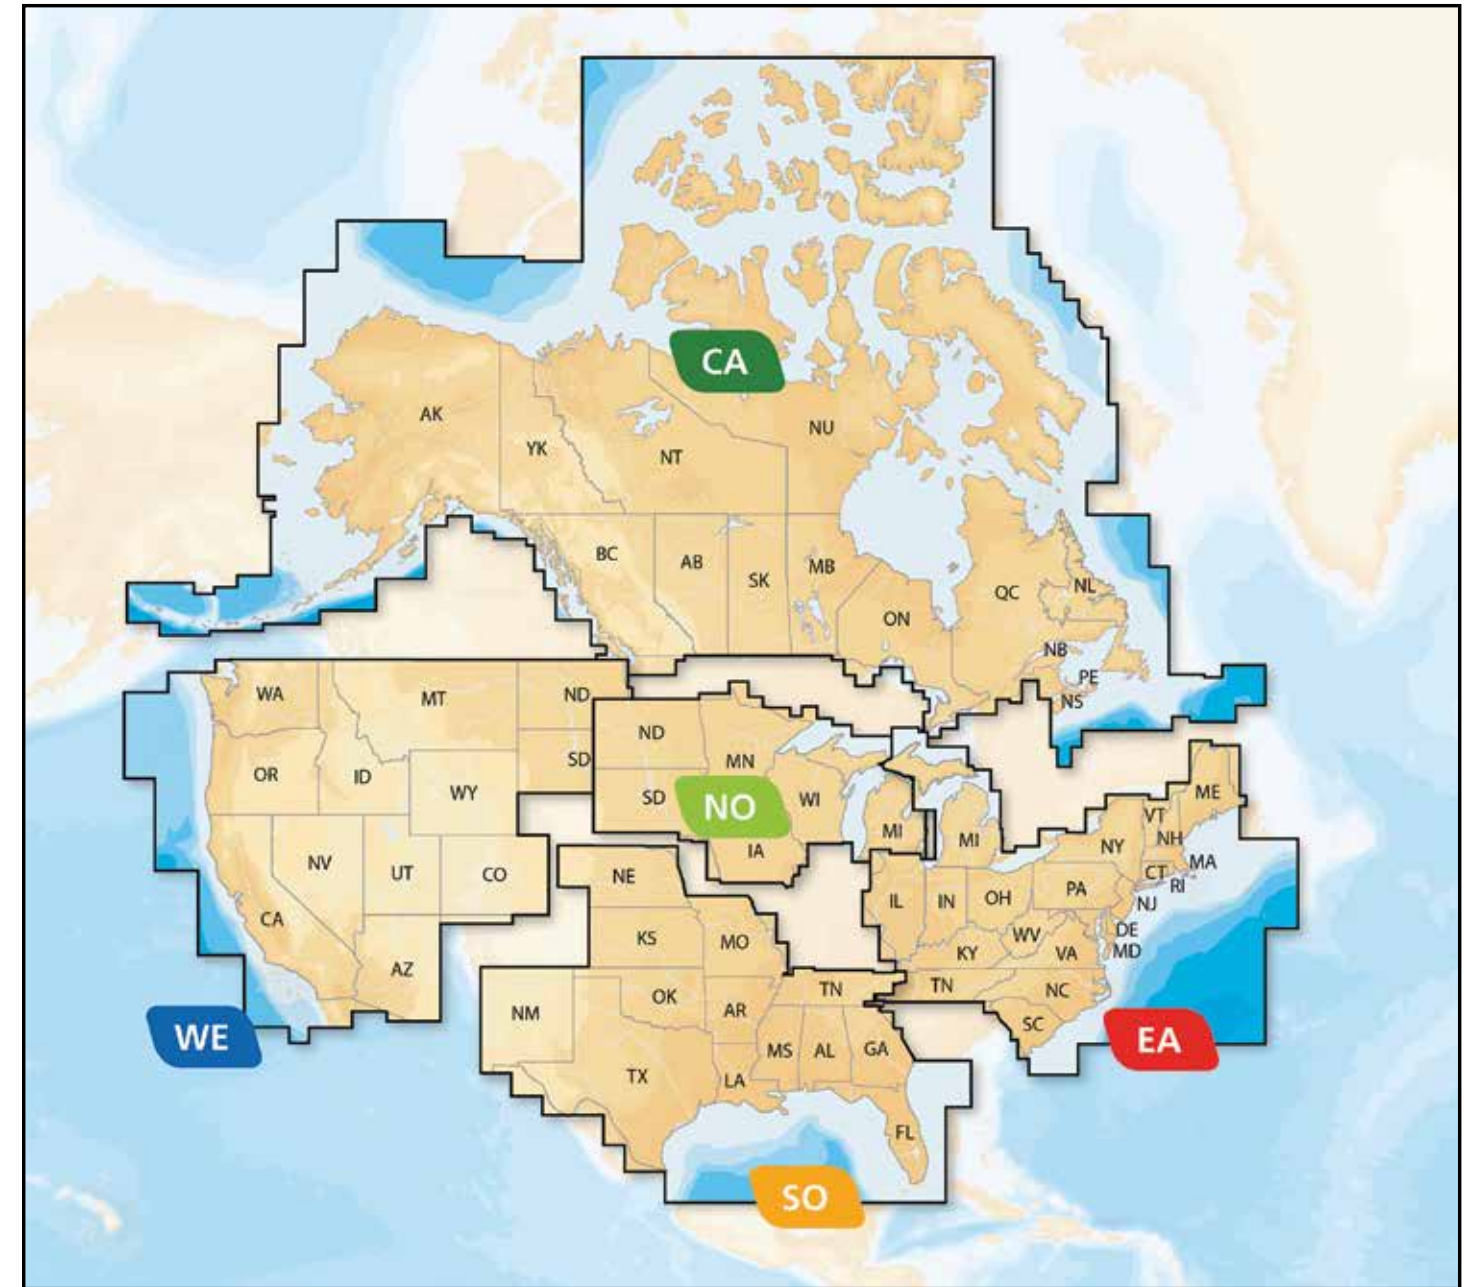 CA
AK
YK
NT
NU
BC
AB
SK
MB
ON
QC
NL
NB
PE
NS
WA
MT
ND
OR
ID
WY
SD
NV
UT
CO
CA
AZ
WE
ND
MN
SD
NO
WI
MI
IA
NE
KS
MO
NM
OK
AR
TN
TX
LA
MS
AL
GA
FL
SO
MI
ME
VT
NH
NY
MA
CT
RI
IL
IN
OH
PA
NJ
WV
DE
KY
VA
MD
TN
NC
SC
EA